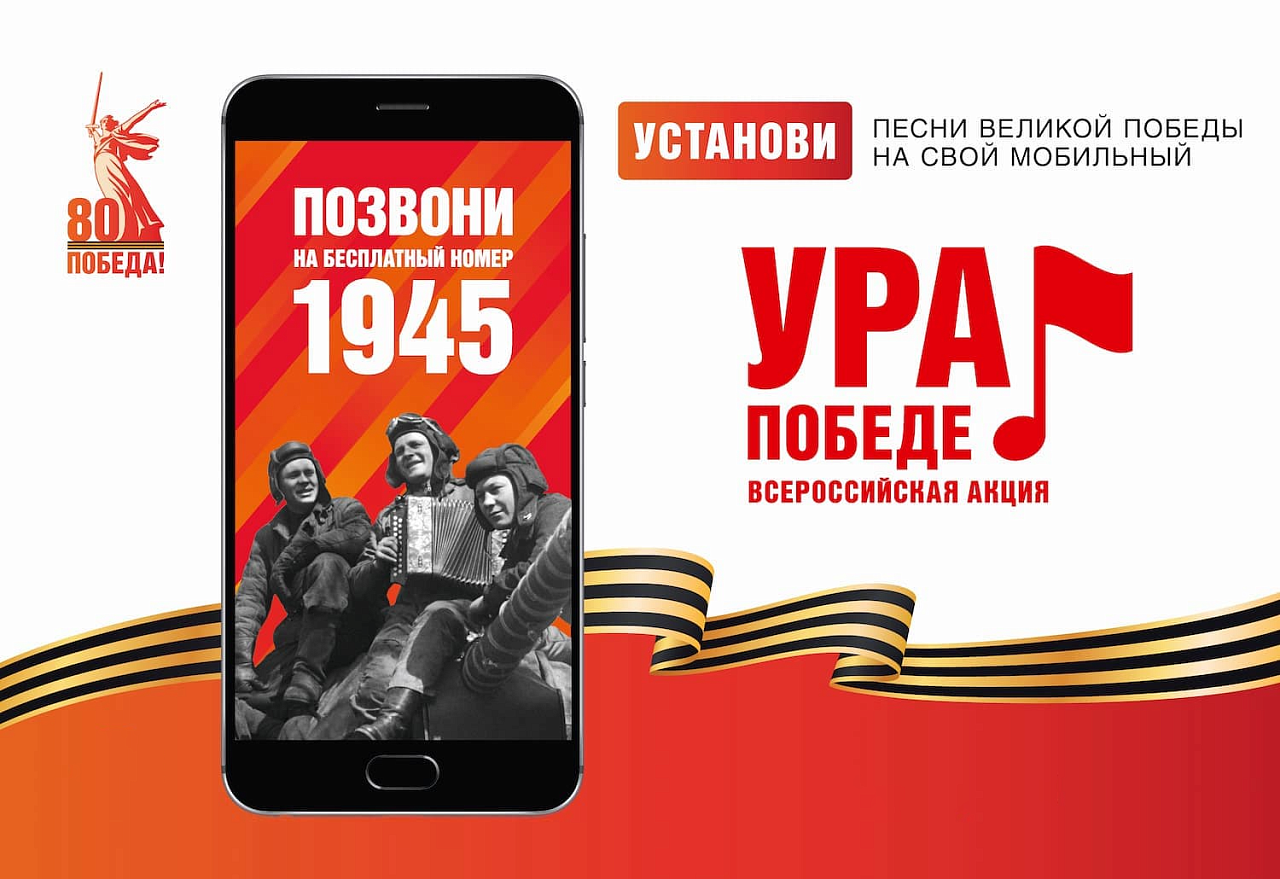 80
ПОБЕДА!
ПОЗВОНИ
НА БЕСПЛАТНЫЙ НОМЕР
1945
УСТАНОВИ
ПЕСНИ ВЕЛИКОЙ ПОБЕДЫ
НА СВОЙ МОБИЛЬНЫЙ
УРА
ПОБЕДЕ
ВСЕРОССИЙСКАЯ АКЦИЯ